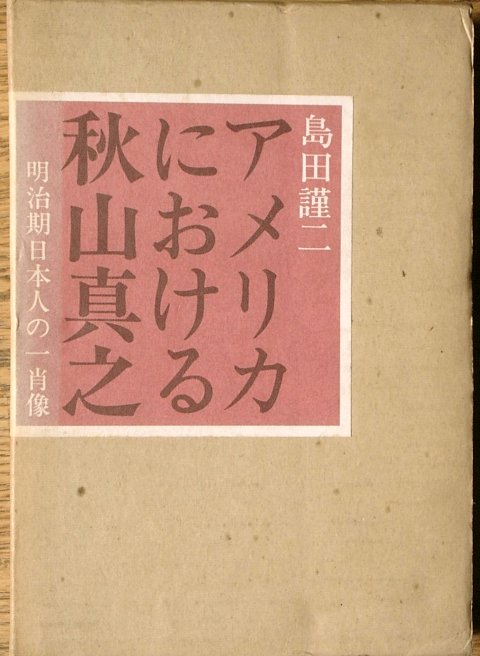 島田謹二
アメリカ
における
秋山真之
明治期日本人の一肖像